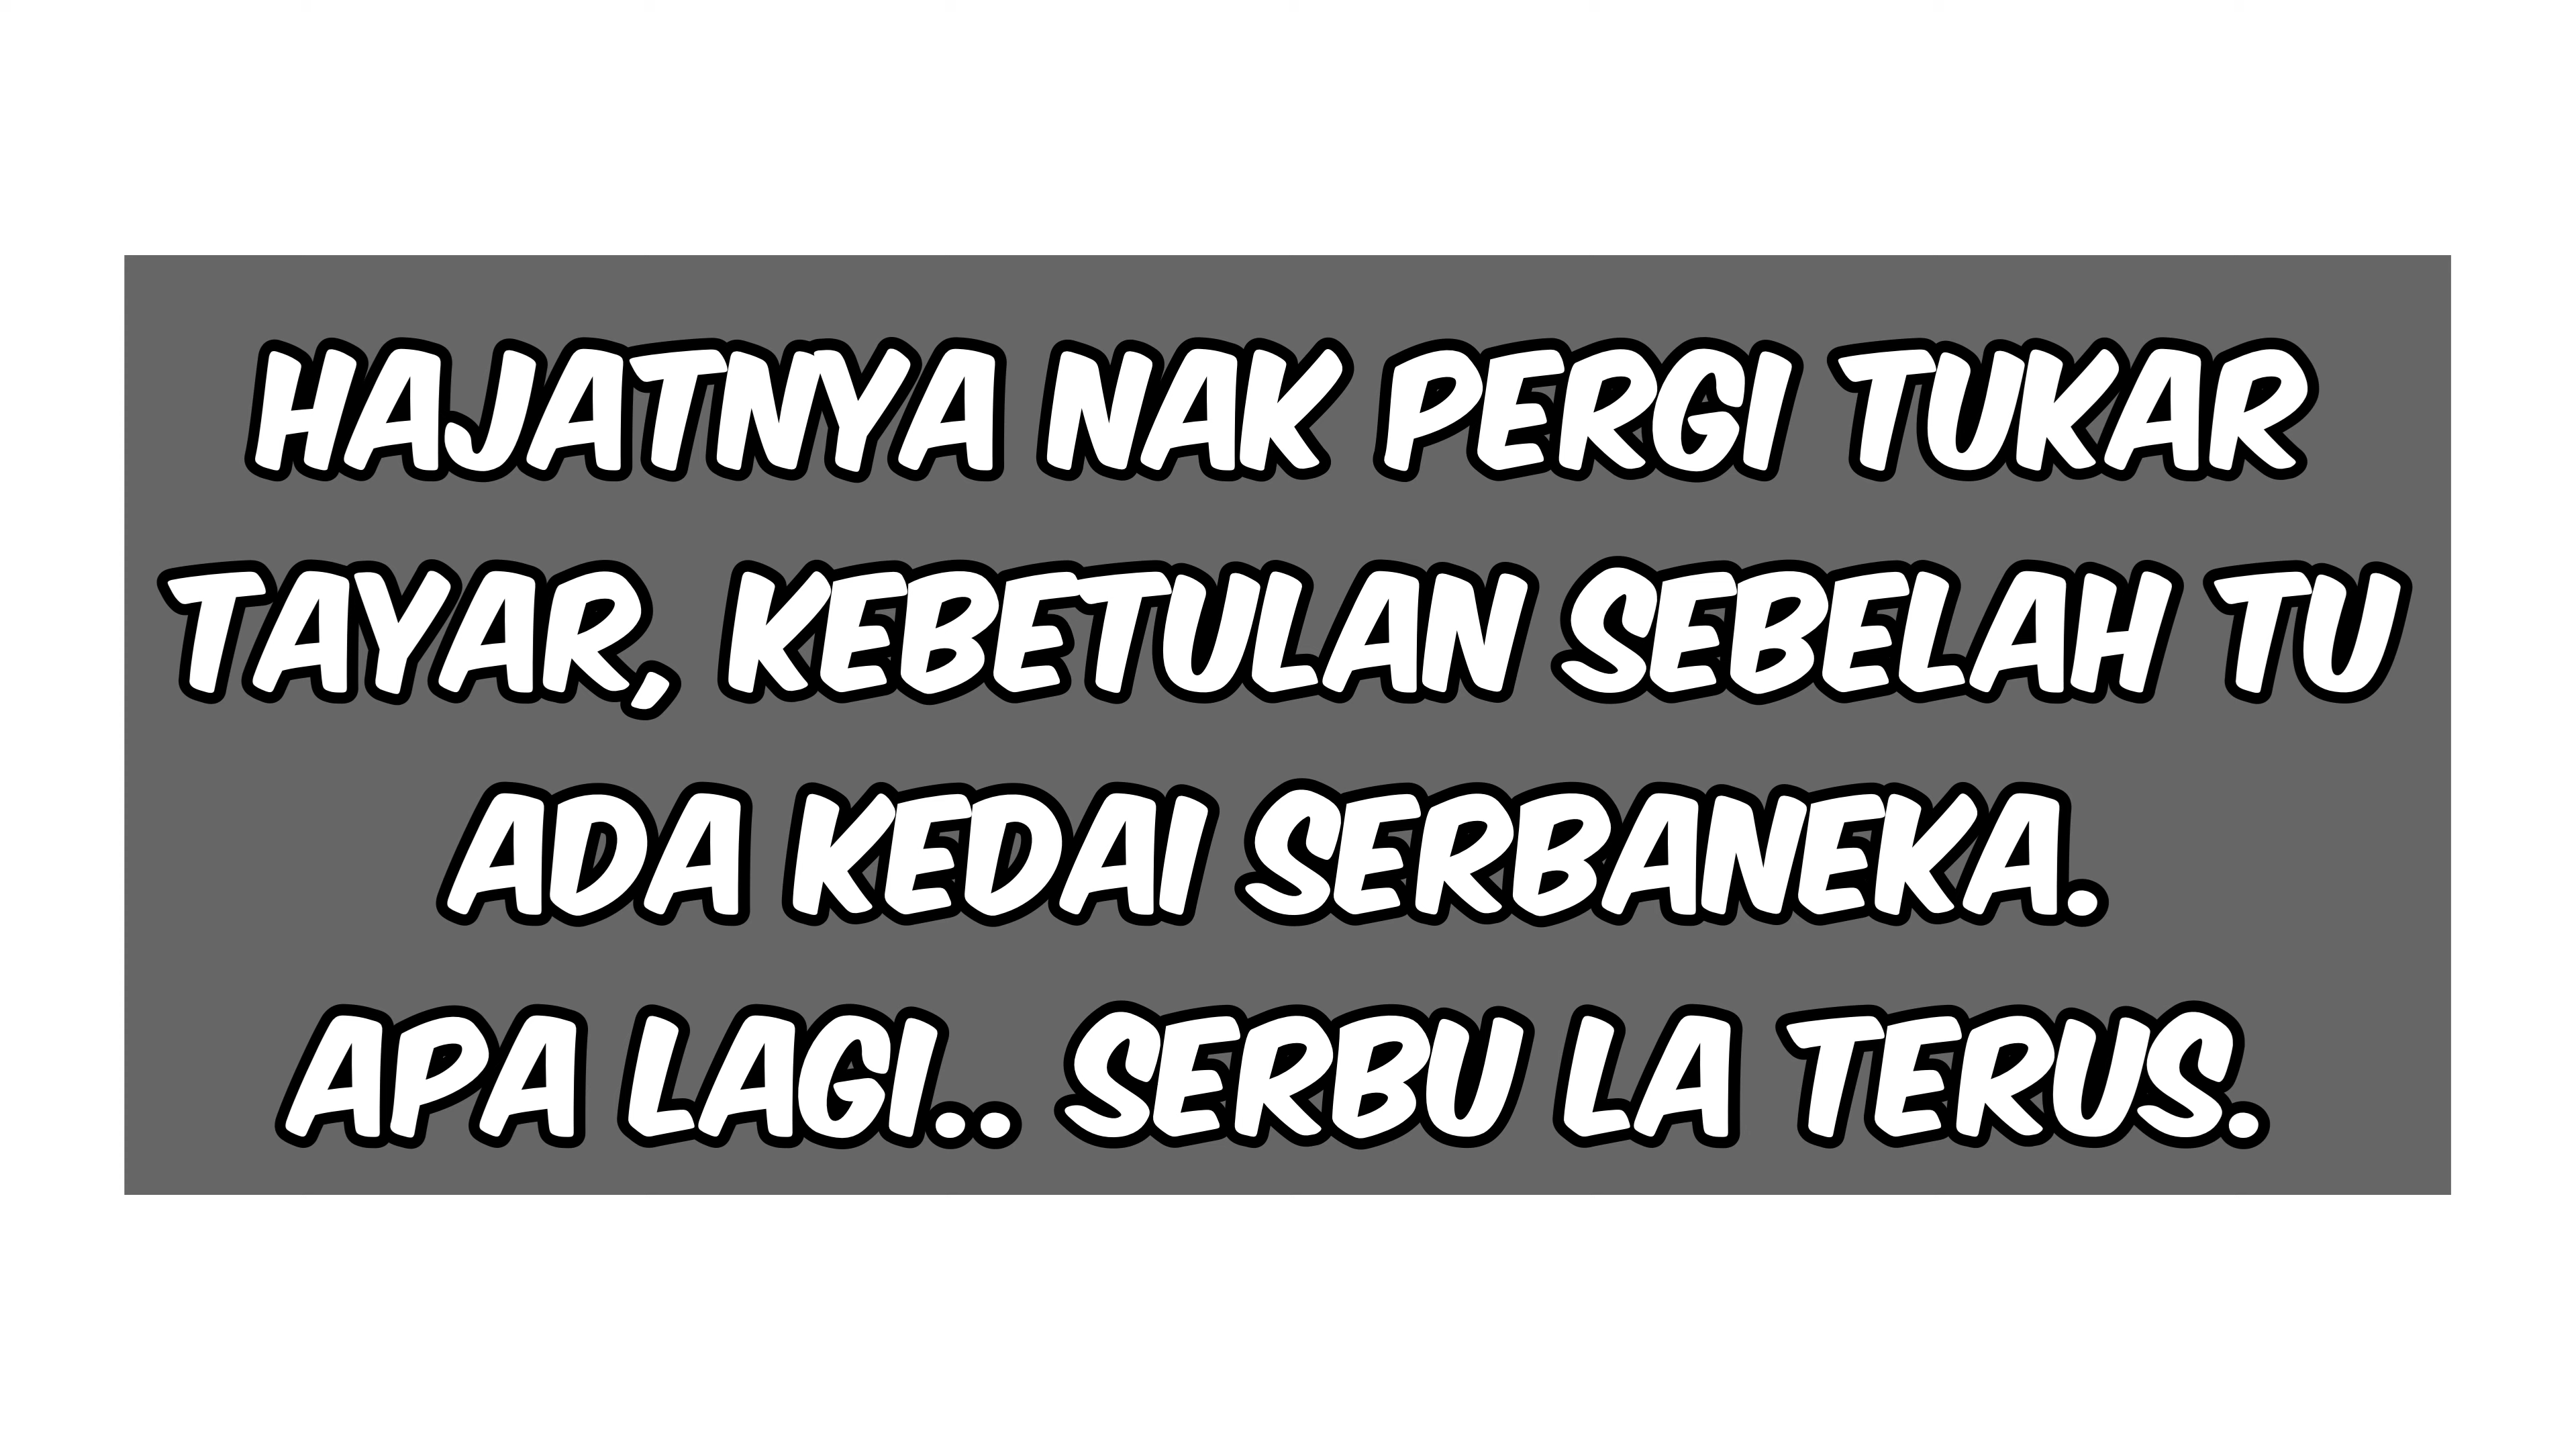 HAJATNYA NAK PERGI TUKAR
TAYAR, KEBETULAN SEBELAH TU
ADA KEDAI SERBANEKA.
APA LAGI.. SERBU LA TERUS.